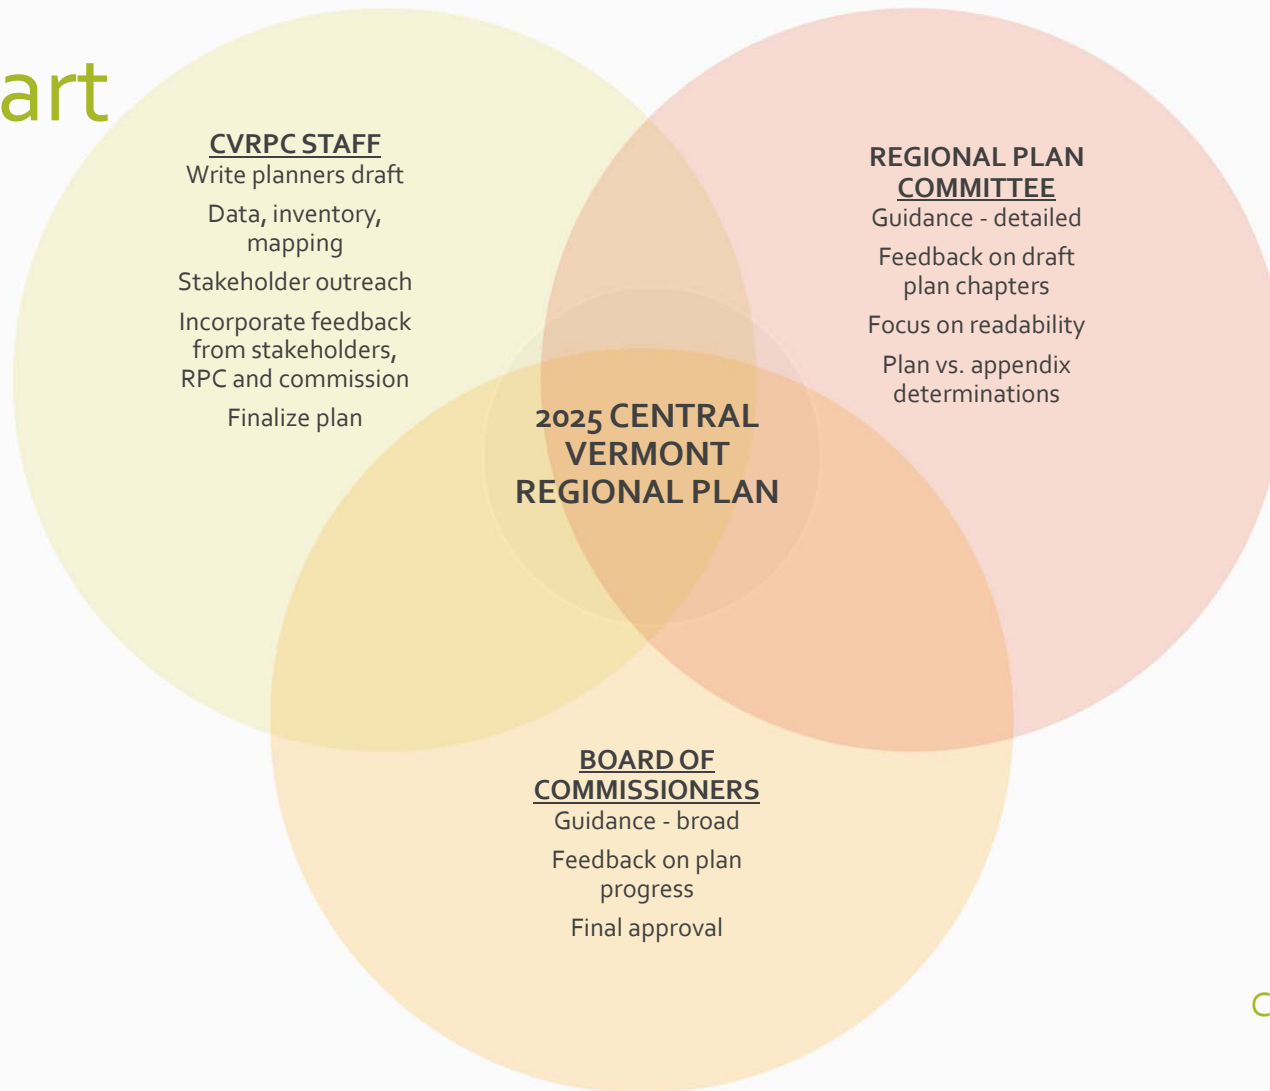 art
CVRPC STAFF
Write planners draft
Data, inventory,
mapping
Stakeholder outreach
Incorporate feedback
from stakeholders,
RPC and commission
Finalize plan
REGIONAL PLAN
COMMITTEE
Guidance - detailed
Feedback on draft
plan chapters
Focus on readability
Plan vs. appendix
determinations
2025 CENTRAL
VERMONT
REGIONAL PLAN
BOARD OF
COMMISSIONERS
Guidance - broad
Feedback on plan
progress
Final approval